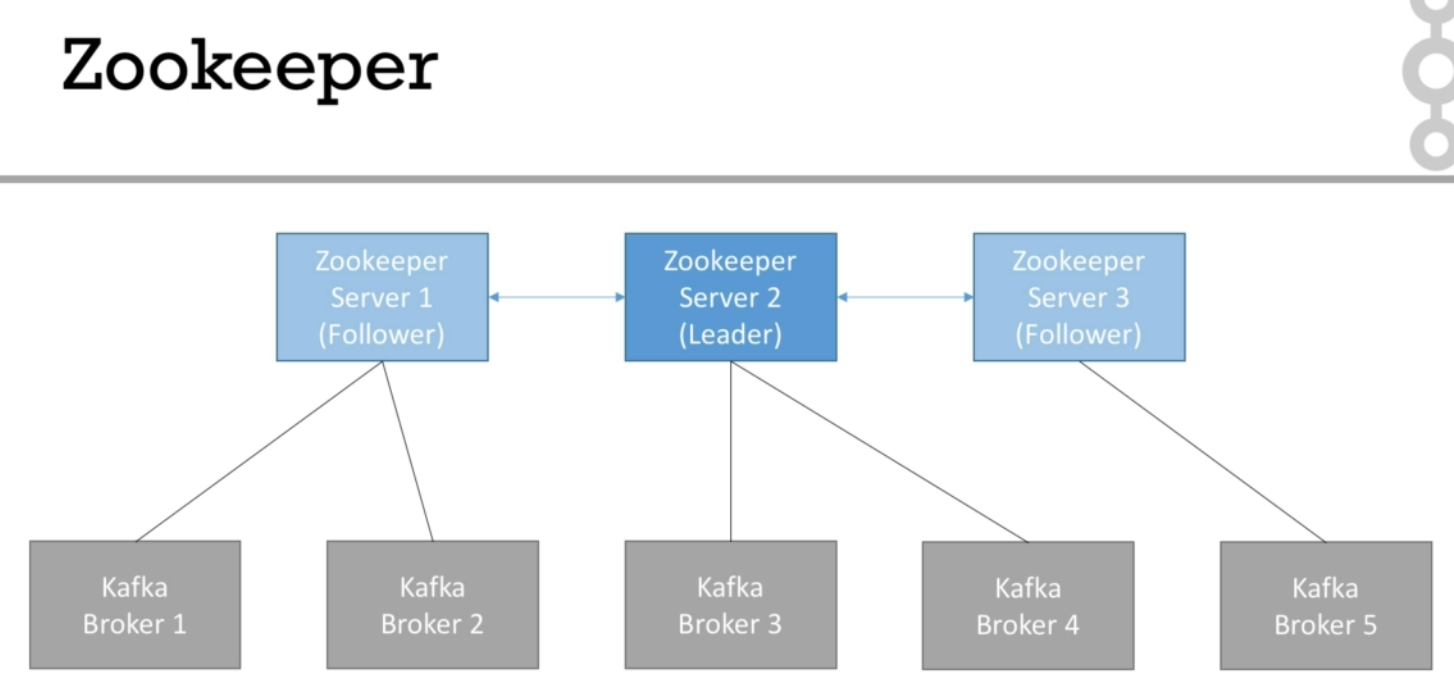 Zookeeper
Zookeeper
Server 1
(Follower)
Zookeeper
Server 2
(Leader)
Zookeeper
Server 3
(Follower)
Kafka
Broker 1
Kafka
Broker 2
Kafka
Broker 3
Kafka
Broker 4
Kafka
Broker 5